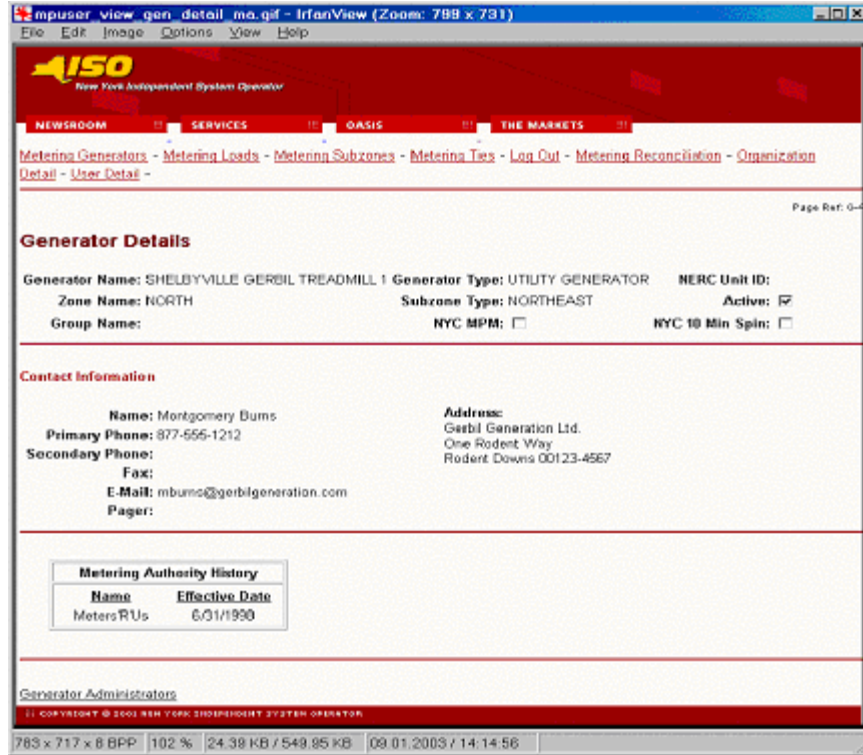 mpuser_view_gen_detail_ma.gif - IrfanView (Zoom: 799 x 731)
File Edit Image Options View Help
ISO
New York Independent System Operator
NEWSROOM SERVICES OASIS THE MARKETS
Metering Generators - Metering Loads - Metering Subzones - Metering Ties - Log Out - Metering Reconciliation - Organization
Detail - User Detail -
Page Ref:
Generator Details
Generator Name: SHELBYVILLE GERBIL TREADMILL 1 Generator Type: UTILITY GENERATOR NERC Unit ID:
Zone Name: NORTH Subzone Type: NORTHEAST Active:
Group Name: NYC MPM: NYC 10 Min Spin:
Contact Information
Name: Montgomery Burns
Primary Phone: 877-555-1212
Secondary Phone:
Fax:
E-Mail: mburns@gerbilgeneration.com
Pager:
Address:
Gerbil Generation Ltd.
One Rodent Way
Rodent Downs 00123-4567
Metering Authority History
Name Effective Date
Meters'R'Us 6/31/1998
Generator Administrators
COPYRIGHT © 2001 NEW YORK INDEPENDENT SYSTEM OPERATOR
783 x 717 x 8 BPP 102 % 24.39 KB / 549.95 KB 09.01.2003 / 14:14:56